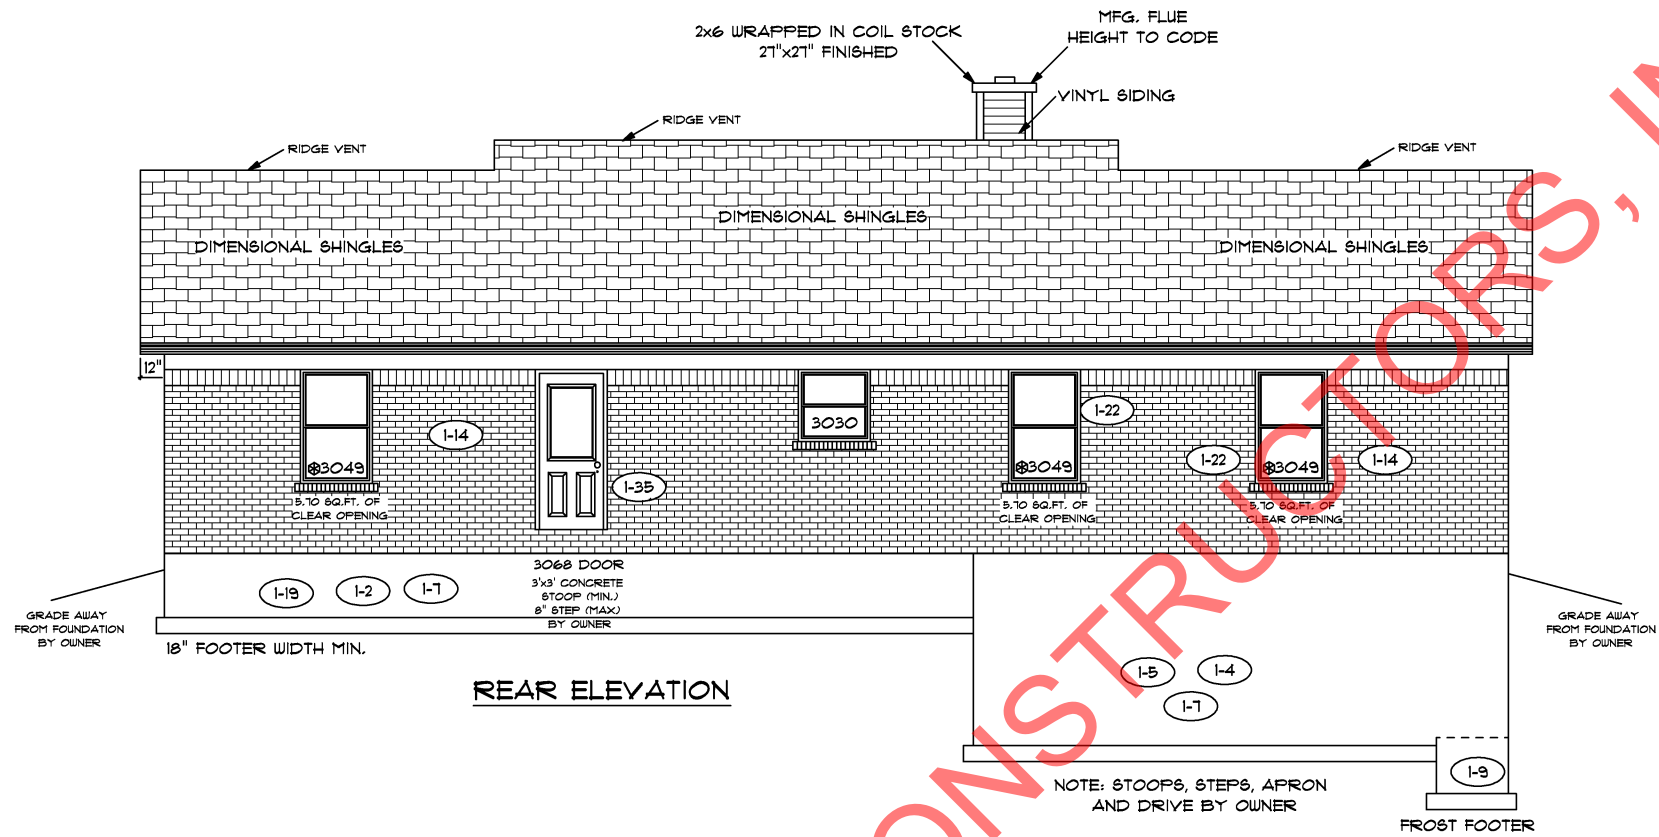 2x6 WRAPPED IN COIL STOCK
27"x27" FINISHED
MFG. FLUE
HEIGHT TO CODE
VINYL SIDING
RIDGE VENT
RIDGE VENT
RIDGE VENT
DIMENSIONAL SHINGLES
DIMENSIONAL SHINGLES
DIMENSIONAL SHINGLES
12"
3049
5.70 SQ.FT. OF
CLEAR OPENING
1-14
1-35
3030
1-22
3049
5.70 SQ.FT. OF
CLEAR OPENING
1-22
3049
5.70 SQ.FT. OF
CLEAR OPENING
1-14
GRADE AWAY
FROM FOUNDATION
BY OWNER
1-19
1-2
1-7
3068 DOOR
3'x3' CONCRETE
STOOP (MIN.)
8" STEP (MAX)
BY OWNER
18" FOOTER WIDTH MIN.
GRADE AWAY
FROM FOUNDATION
BY OWNER
REAR ELEVATION
1-5
1-4
1-7
1-9
NOTE: STOOPS, STEPS, APRON
AND DRIVE BY OWNER
FROST FOOTER
ONSTRUCTORS, IN